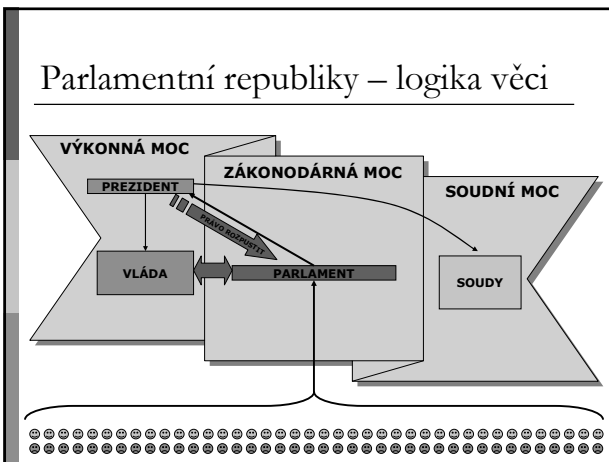 Parlamentní republiky – logika věci
VÝKONNÁ MOC
ZÁKONODÁRNÁ MOC
SOUDNÍ MOC
PREZIDENT
PRÁVO ROZPUSTIT
VLÁDA
PARLAMENT
SOUDY